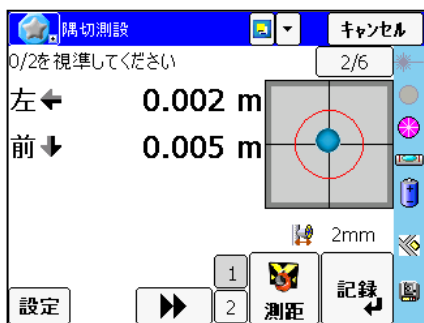 隅切測設
キャンセル
0/2を視準してください
2/6
左 0.002 m
前 0.005 m
2mm
1
2
設定
測距
記録